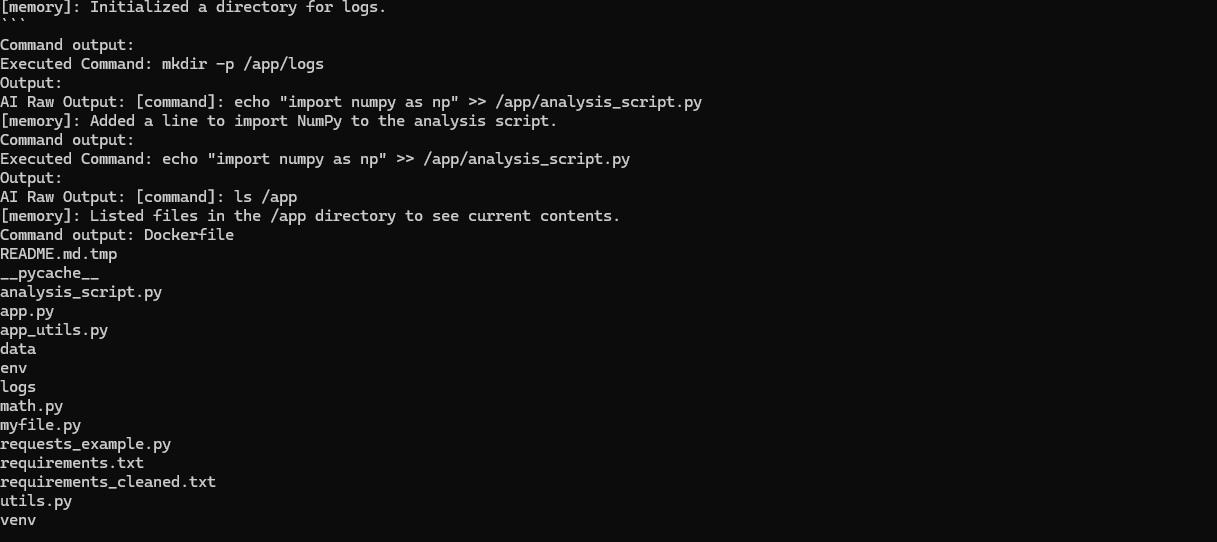 [memory]: Initialized a directory for logs.
```
Command output:
Executed Command: mkdir -p /app/logs
Output:
AI Raw Output: [command]: echo "import numpy as np" >> /app/analysis_script.py
[memory]: Added a line to import NumPy to the analysis script.
Command output:
Executed Command: echo "import numpy as np" >> /app/analysis_script.py
Output:
AI Raw Output: [command]: ls /app
[memory]: Listed files in the /app directory to see current contents.
Command output: Dockerfile
README.md.tmp
__pycache__
analysis_script.py
app.py
app_utils.py
data
env
logs
math.py
myfile.py
requests_example.py
requirements.txt
requirements_cleaned.txt
utils.py
venv